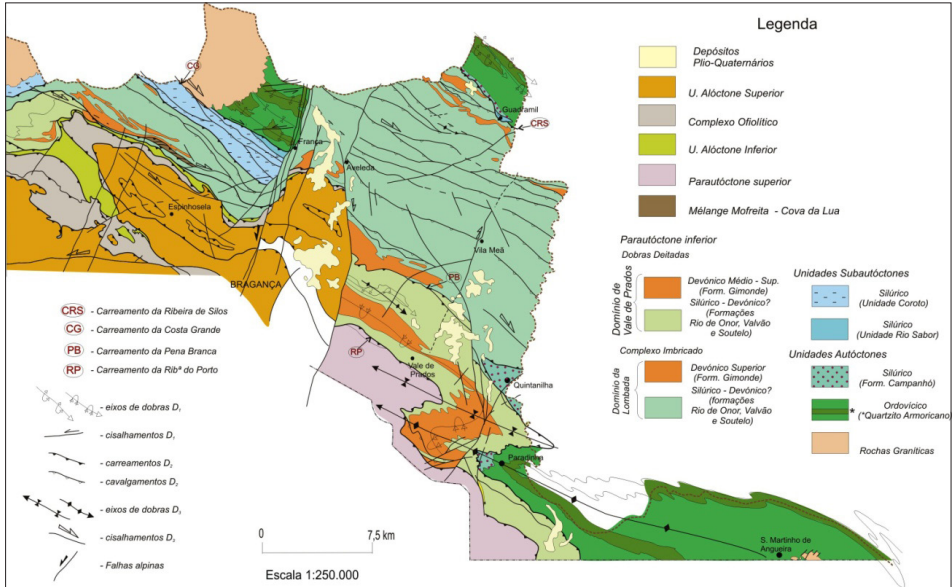 CG
Guadramil
CRS
França
Aveleda
Espinhosela
Vila Meã
BRAGANÇA
PB
RP
Vale de
Prados
Quintanilha
Paradinha
S. Martinho de
Angueira
CRS - Carreamento da Ribeira de Silos
CG - Carreamento da Costa Grande
PB - Carreamento da Pena Branca
RP - Carreamento da Ribª do Porto
- eixos de dobras D₁
- cisalhamentos D₁
- carreamentos D₂
- cavalgamentos D₂
- eixos de dobras D₃
- cisalhamentos D₃
- Falhas alpinas
0 7,5 km
Escala 1:250.000
Legenda
Depósitos
Plio-Quaternários
U. Alóctone Superior
Complexo Ofiolítico
U. Alóctone Inferior
Parautóctone superior
Mélange Mofreita - Cova da Lua
Parautóctone inferior
Dobras Deitadas
Domínio de
Vale de Prados
Devónico Médio - Sup.
(Form. Gimonde)
Silúrico - Devónico?
(Formações
Rio de Onor, Valvão
e Soutelo)
Complexo Imbricado
Domínio da
Lombada
Devónico Superior
(Form. Gimonde)
Silúrico - Devónico?
(formações
Rio de Onor, Valvão
e Soutelo)
Unidades Subautóctones
Silúrico
(Unidade Coroto)
Silúrico
(Unidade Rio Sabor)
Unidades Autóctones
Silúrico
(Form. Campanhó)
* Ordovícico
(*Quartzito Armoricano)
Rochas Graníticas